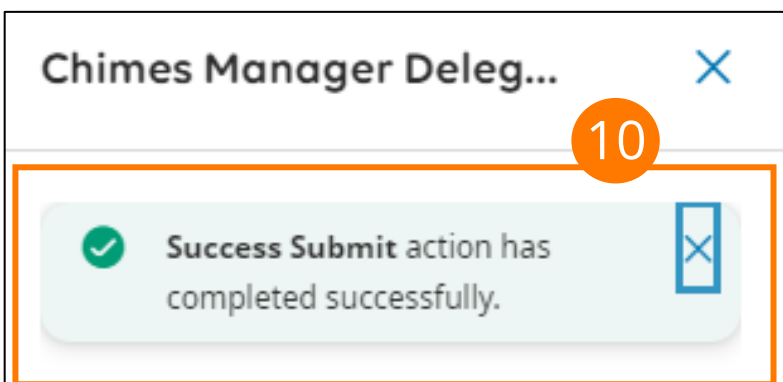 Chimes Manager Deleg...
10
Success Submit action has
completed successfully.